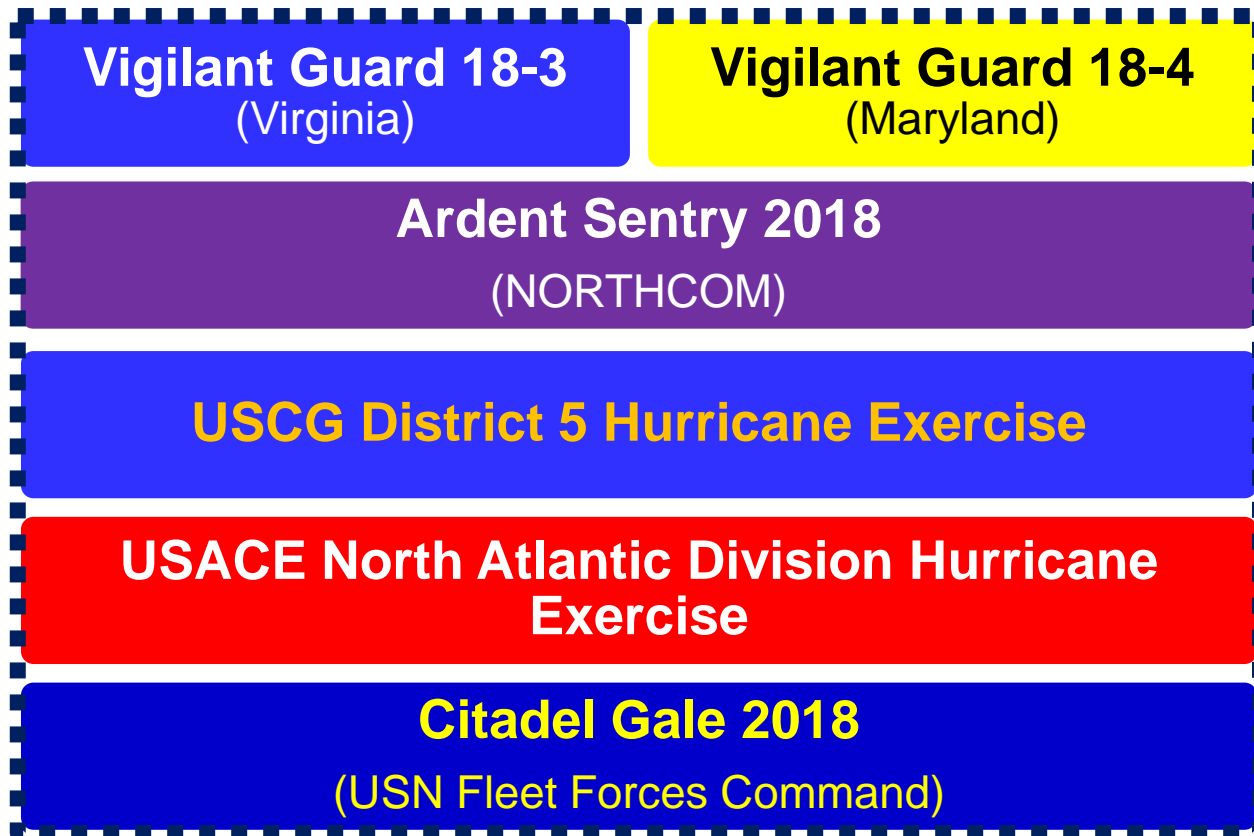 Vigilant Guard 18-3
(Virginia)
Vigilant Guard 18-4
(Maryland)
Ardent Sentry 2018
(NORTHCOM)
USCG District 5 Hurricane Exercise
USACE North Atlantic Division Hurricane
Exercise
Citadel Gale 2018
(USN Fleet Forces Command)